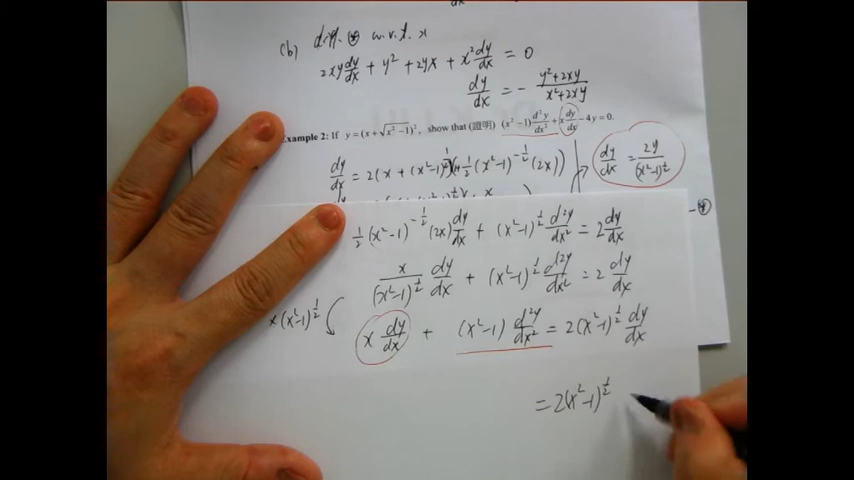 (b) diff. w.r.t. x
2xy dy/dx + y² + 2yx + x² dy/dx = 0
dy/dx = - (y²+2xy)/(x²+2xy)
Example 2: If y = (x + √(x² −1))², show that (證明) (x² −1) d²y/dx² + x dy/dx − 4y = 0.
dy/dx = 2(x + (x²-1)^½)(1+ ½(x²-1)^-½ (2x))
dy/dx = 2y/(x²-1)^½
½(x²-1)^-½ (2x) dy/dx + (x²-1)^½ d²y/dx² = 2 dy/dx
x/(x²-1)^½ dy/dx + (x²-1)^½ d²y/dx² = 2 dy/dx
×(x²-1)^½
x dy/dx + (x²-1) d²y/dx² = 2(x²-1)^½ dy/dx
= 2(x²-1)^½